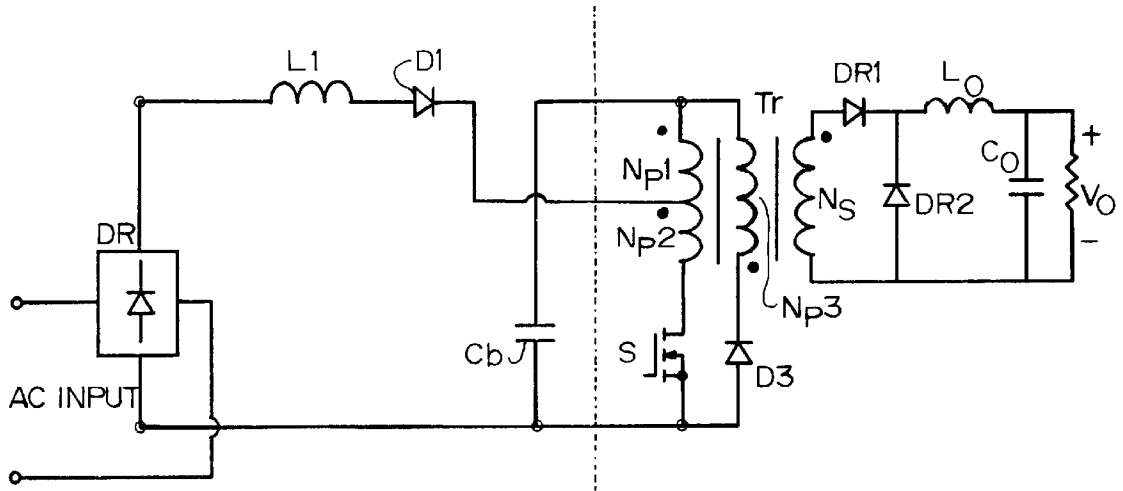 L1
D1
DR1
LO
Tr
+
CO
NP1
NS
DR2
VO
NP2
DR
-
NP3
Cb
S
D3
AC INPUT